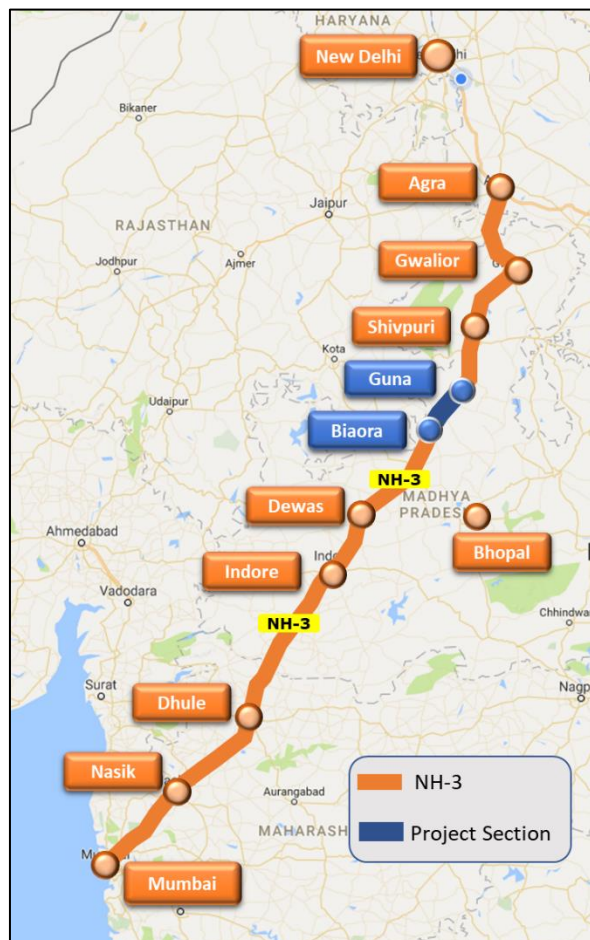 HARYANA
New Delhi
Bikaner
Agra
Jaipur
RAJASTHAN
Gwalior
Jodhpur
Ajmer
Shivpuri
Kota
Guna
Udaipur
Biaora
NH-3
MADHYA
PRADES
Dewas
Ahmedabad
Bhopal
Indore
Vadodara
Chhindwar
NH-3
Surat
Nagp
Dhule
Nasik
Aurangabad
MAHARASH
Mumbai
NH-3
Project Section